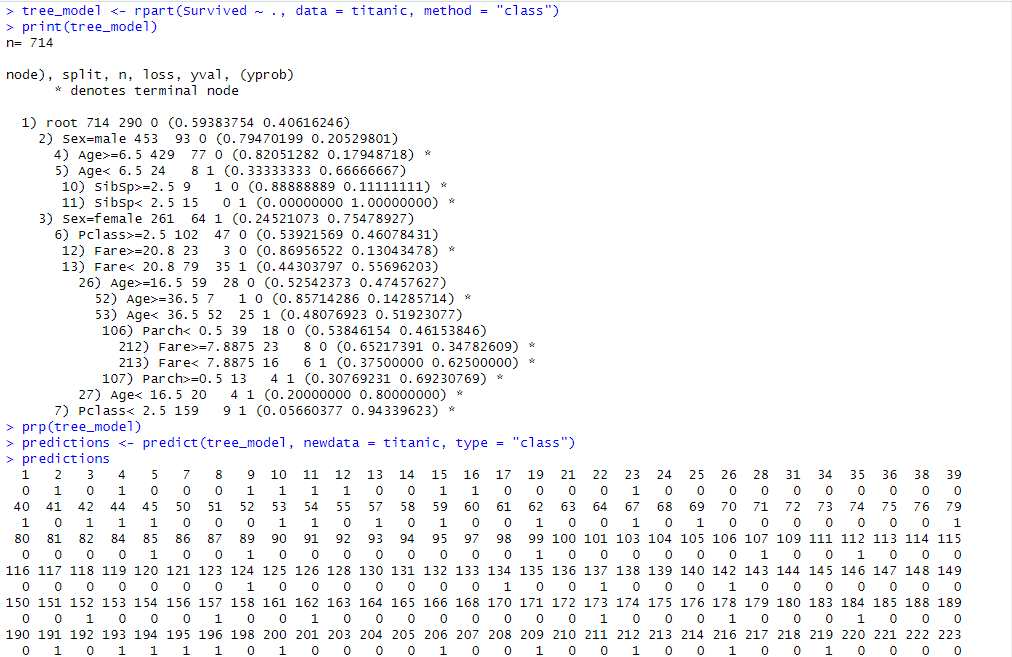 > tree_model <- rpart(Survived ~ ., data = titanic, method = "class")
> print(tree_model)
n= 714

node), split, n, loss, yval, (yprob)
      * denotes terminal node

  1) root 714 290 0 (0.59383754 0.40616246)
    2) Sex=male 453  93 0 (0.79470199 0.20529801)
      4) Age>=6.5 429  77 0 (0.82051282 0.17948718) *
      5) Age< 6.5 24   8 1 (0.33333333 0.66666667)
       10) SibSp>=2.5 9   1 0 (0.88888889 0.11111111) *
       11) SibSp< 2.5 15   0 1 (0.00000000 1.00000000) *
    3) Sex=female 261  64 1 (0.24521073 0.75478927)
      6) Pclass>=2.5 102  47 0 (0.53921569 0.46078431)
       12) Fare>=20.8 23   3 0 (0.86956522 0.13043478) *
       13) Fare< 20.8 79  35 1 (0.44303797 0.55696203)
         26) Age>=16.5 59  28 0 (0.52542373 0.47457627)
           52) Age>=36.5 7   1 0 (0.85714286 0.14285714) *
           53) Age< 36.5 52  25 1 (0.48076923 0.51923077)
            106) Parch< 0.5 39  18 0 (0.53846154 0.46153846)
              212) Fare>=7.8875 23   8 0 (0.65217391 0.34782609) *
              213) Fare< 7.8875 16   6 1 (0.37500000 0.62500000) *
            107) Parch>=0.5 13   4 1 (0.30769231 0.69230769) *
         27) Age< 16.5 20   4 1 (0.20000000 0.80000000) *
      7) Pclass< 2.5 159   9 1 (0.05660377 0.94339623) *
> prp(tree_model)
> predictions <- predict(tree_model, newdata = titanic, type = "class")
> predictions
  1   2   3   4   5   7   8   9  10  11  12  13  14  15  16  17  19  21  22  23  24  25  26  28  31  34  35  36  38  39
  0   1   0   1   0   0   0   1   1   1   1   0   0   1   1   0   0   0   0   1   0   0   0   0   0   0   0   0   0   0
 40  41  42  44  45  50  51  52  53  54  55  57  58  59  60  61  62  63  64  67  68  69  70  71  72  73  74  75  76  79
  1   0   1   1   1   0   0   0   1   1   0   1   0   1   0   0   1   0   0   1   0   1   0   0   0   0   0   0   0   1
 80  81  82  84  85  86  87  89  90  91  92  93  94  95  97  98  99 100 101 103 104 105 106 107 109 111 112 113 114 115
  0   0   0   0   1   0   0   1   0   0   0   0   0   0   0   0   1   0   0   0   0   0   0   1   0   0   1   0   0   0
116 117 118 119 120 121 123 124 125 126 128 130 131 132 133 134 135 136 137 138 139 140 142 143 144 145 146 147 148 149
  0   0   0   0   0   0   0   1   0   0   0   0   0   0   0   1   0   0   1   0   0   0   1   0   0   0   0   0   0   0
150 151 152 153 154 156 157 158 161 162 163 164 165 166 168 170 171 172 173 174 175 176 178 179 180 183 184 185 188 189
  0   0   1   0   0   0   1   0   0   1   0   0   0   1   0   0   0   0   1   0   0   0   1   0   0   0   1   0   0   0
190 191 192 193 194 195 196 198 200 201 203 204 205 206 207 208 209 210 211 212 213 214 216 217 218 219 220 221 222 223
  0   1   0   1   1   1   1   0   1   0   0   0   0   1   0   0   1   0   0   1   0   0   1   0   0   1   0   0   0   0